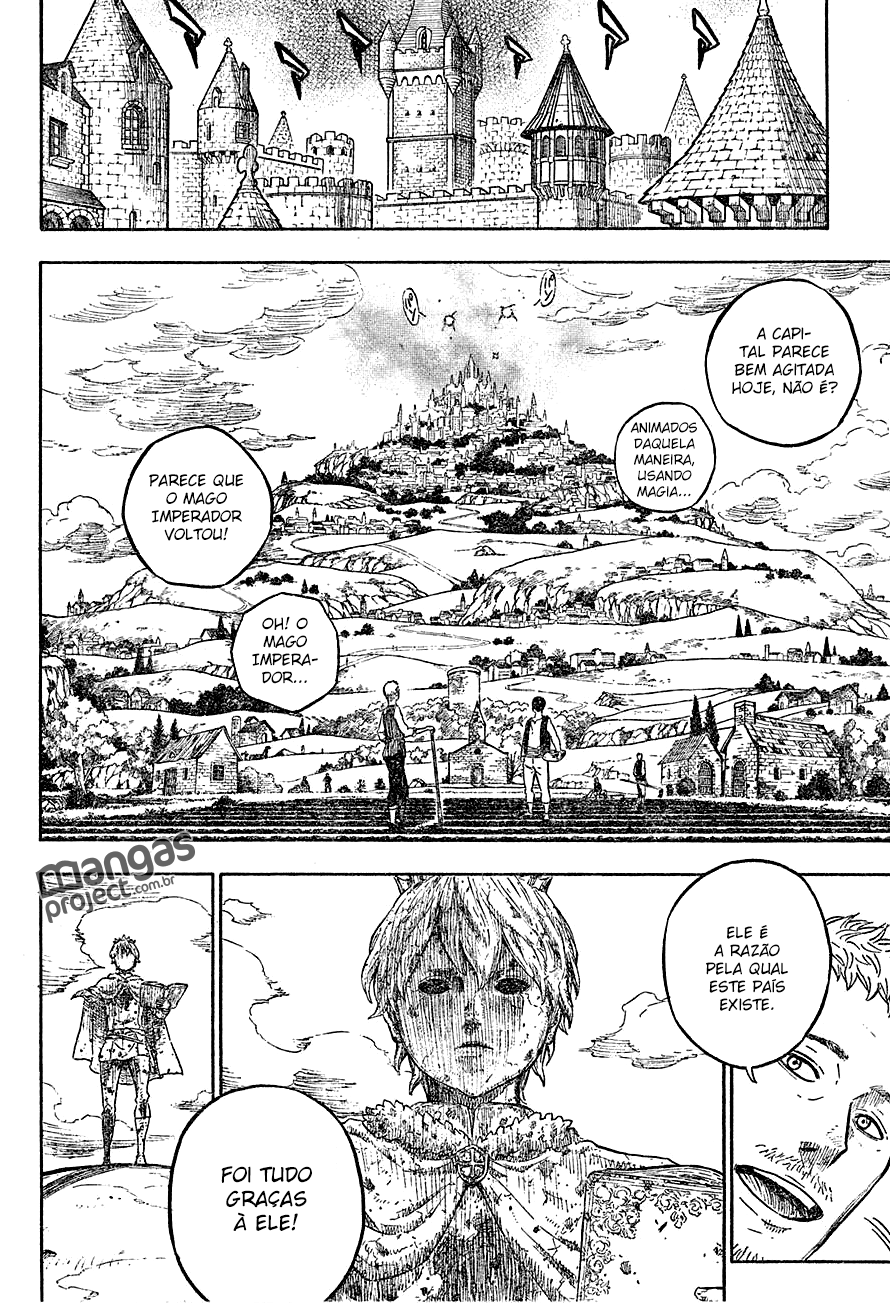 A CAPI-
TAL PARECE
BEM AGITADA
HOJE, NÃO É?
ANIMADOS
DAQUELA
MANEIRA,
USANDO
MAGIA...
PARECE QUE
O MAGO
IMPERADOR
VOLTOU!
OH! O
MAGO
IMPERA-
DOR...
mangas
project.com.br
ELE É
A RAZÃO
PELA QUAL
ESTE PAÍS
EXISTE.
FOI TUDO
GRAÇAS
À ELE!